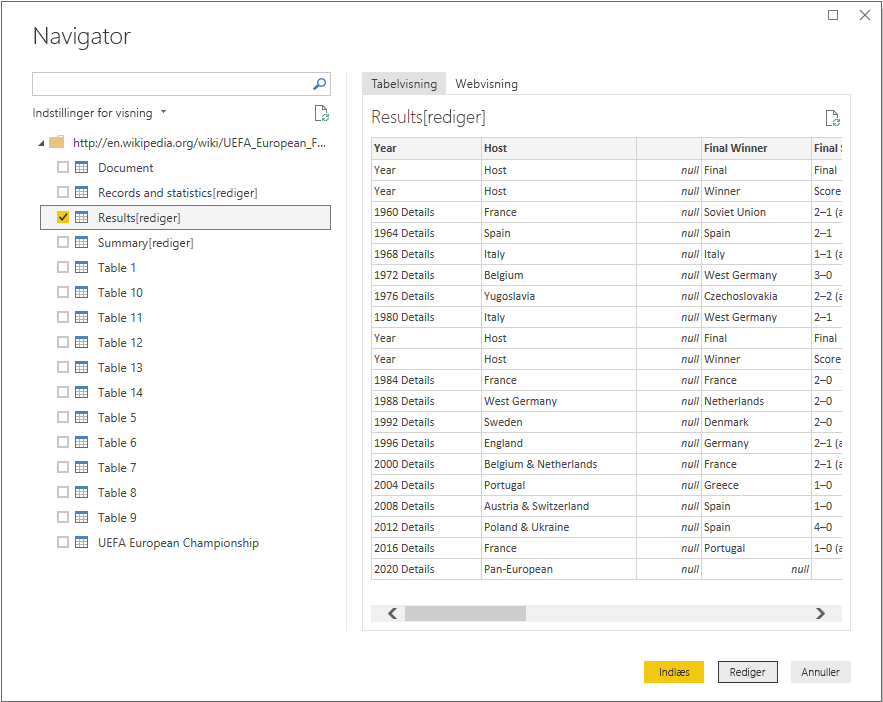 Navigator
Indstillinger for visning
http://en.wikipedia.org/wiki/UEFA_European_F...
Document
Records and statistics[rediger]
Results[rediger]
Summary[rediger]
Table 1
Table 10
Table 11
Table 12
Table 13
Table 14
Table 5
Table 6
Table 7
Table 8
Table 9
UEFA European Championship
Tabelvisning Webvisning
Results[rediger]
Year Host Final Winner Final S
Year Host null Final Final
Year Host null Winner Score
1960 Details France null Soviet Union 2–1 (a
1964 Details Spain null Spain 2–1
1968 Details Italy null Italy 1–1 (a
1972 Details Belgium null West Germany 3–0
1976 Details Yugoslavia null Czechoslovakia 2–2 (a
1980 Details Italy null West Germany 2–1
Year Host null Final Final
Year Host null Winner Score
1984 Details France null France 2–0
1988 Details West Germany null Netherlands 2–0
1992 Details Sweden null Denmark 2–0
1996 Details England null Germany 2–1 (a
2000 Details Belgium & Netherlands null France 2–1 (a
2004 Details Portugal null Greece 1–0
2008 Details Austria & Switzerland null Spain 1–0
2012 Details Poland & Ukraine null Spain 4–0
2016 Details France null Portugal 1–0 (a
2020 Details Pan-European null null
Indlæs Rediger Annuller